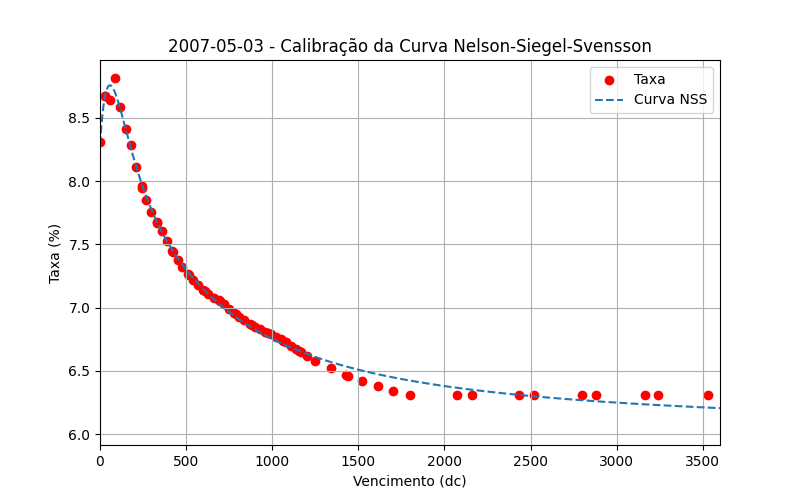 2007-05-03 - Calibração da Curva Nelson-Siegel-Svensson
Taxa
Curva NSS
Taxa (%)
8.5
8.0
7.5
7.0
6.5
6.0
0 500 1000 1500 2000 2500 3000 3500
Vencimento (dc)